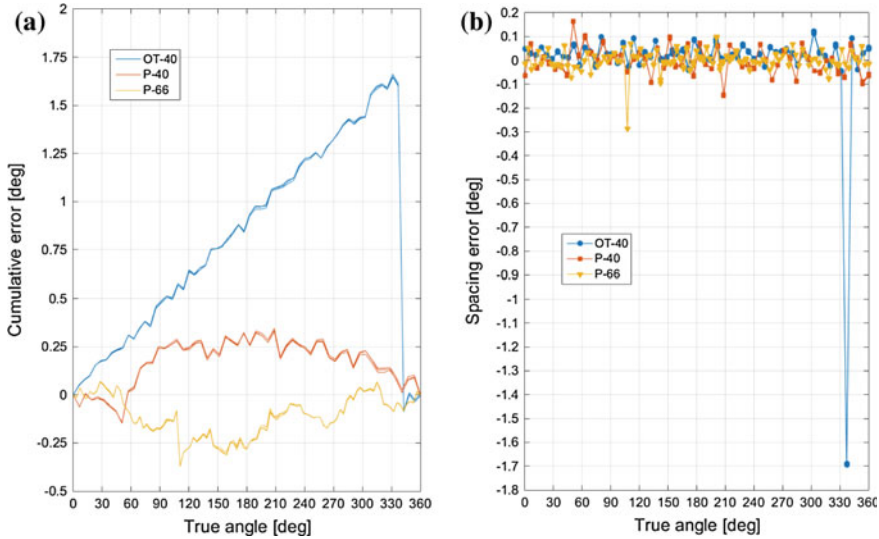 (a)
2
1.75
1.5
1.25
1
0.75
0.5
0.25
0
-0.25
-0.5
Cumulative error [deg]
OT-40
P-40
P-66
0 30 60 90 120 150 180 210 240 270 300 330 360
True angle [deg]
(b)
0.2
0.1
0
-0.1
-0.2
-0.3
-0.4
-0.5
-0.6
-0.7
-0.8
-0.9
-1
-1.1
-1.2
-1.3
-1.4
-1.5
-1.6
-1.7
-1.8
Spacing error [deg]
OT-40
P-40
P-66
0 30 60 90 120 150 180 210 240 270 300 330 360
True angle [deg]